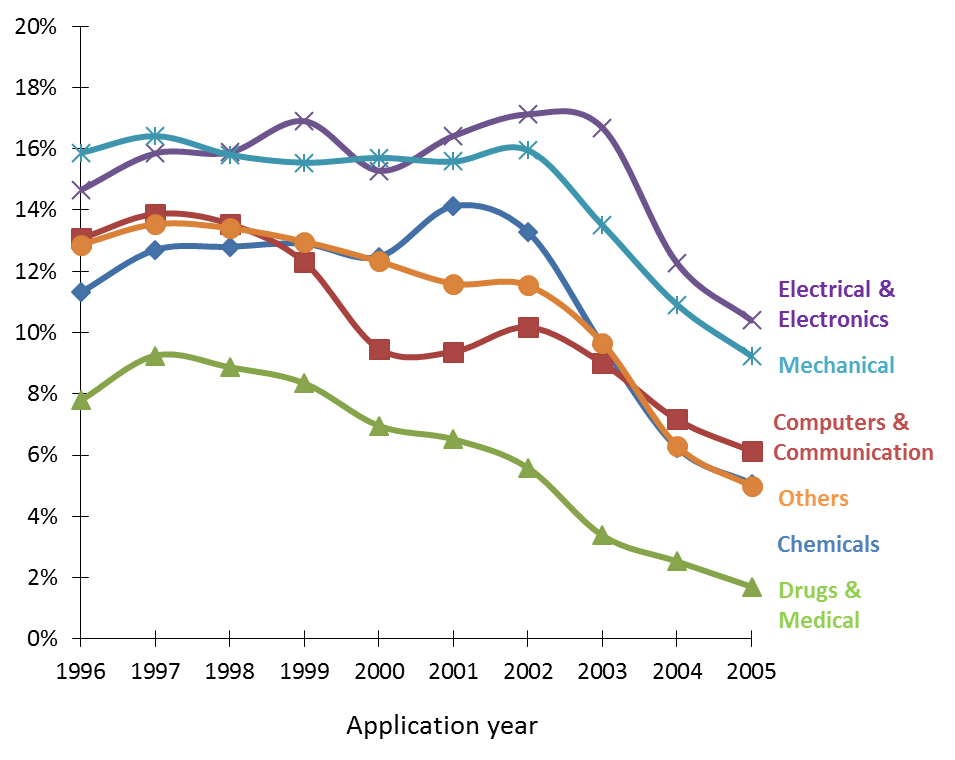 20%
18%
16%
14%
12%
10%
8%
6%
4%
2%
0%
1996 1997 1998 1999 2000 2001 2002 2003 2004 2005
Application year
Electrical &
Electronics
Mechanical
Computers &
Communication
Others
Chemicals
Drugs &
Medical